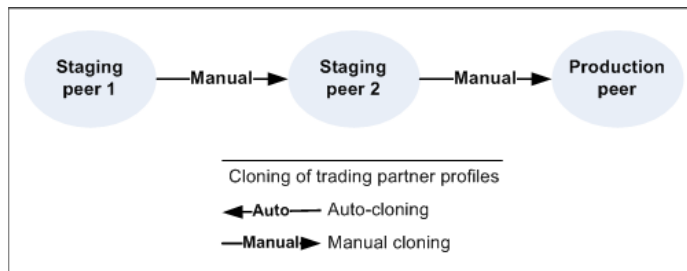 Staging
peer 1
Manual
Staging
peer 2
Manual
Production
peer
Cloning of trading partner profiles
Auto Auto-cloning
Manual Manual cloning